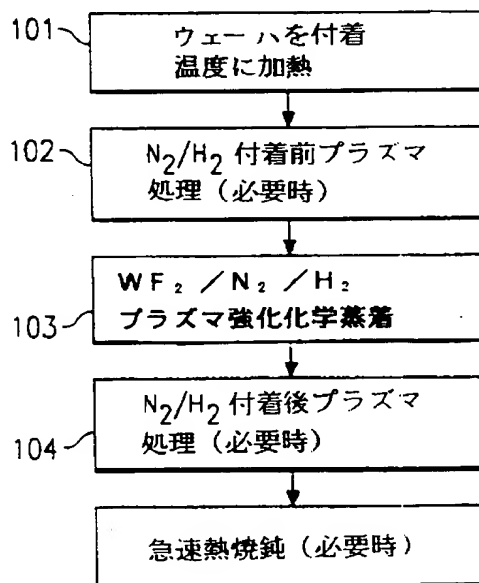 101
ウェーハを付着
温度に加熱
102
N₂/H₂ 付着前プラズマ
処理（必要時）
WF₂ ／N₂ ／H₂
103
プラズマ強化化学蒸着
N₂/H₂ 付着後プラズマ
104
処理（必要時）
急速熱焼鈍（必要時）